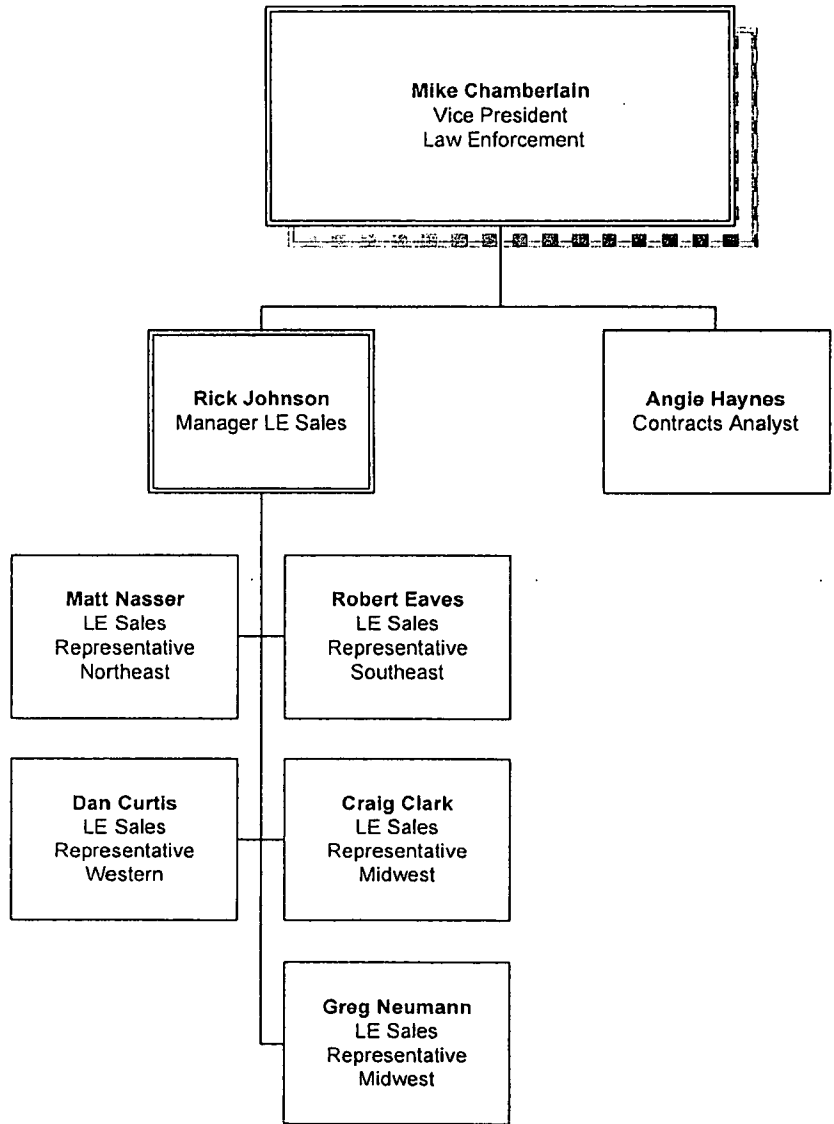 Mike Chamberlain
Vice President
Law Enforcement
Rick Johnson
Manager LE Sales
Angie Haynes
Contracts Analyst
Matt Nasser
LE Sales
Representative
Northeast
Robert Eaves
LE Sales
Representative
Southeast
Dan Curtis
LE Sales
Representative
Western
Craig Clark
LE Sales
Representative
Midwest
Greg Neumann
LE Sales
Representative
Midwest